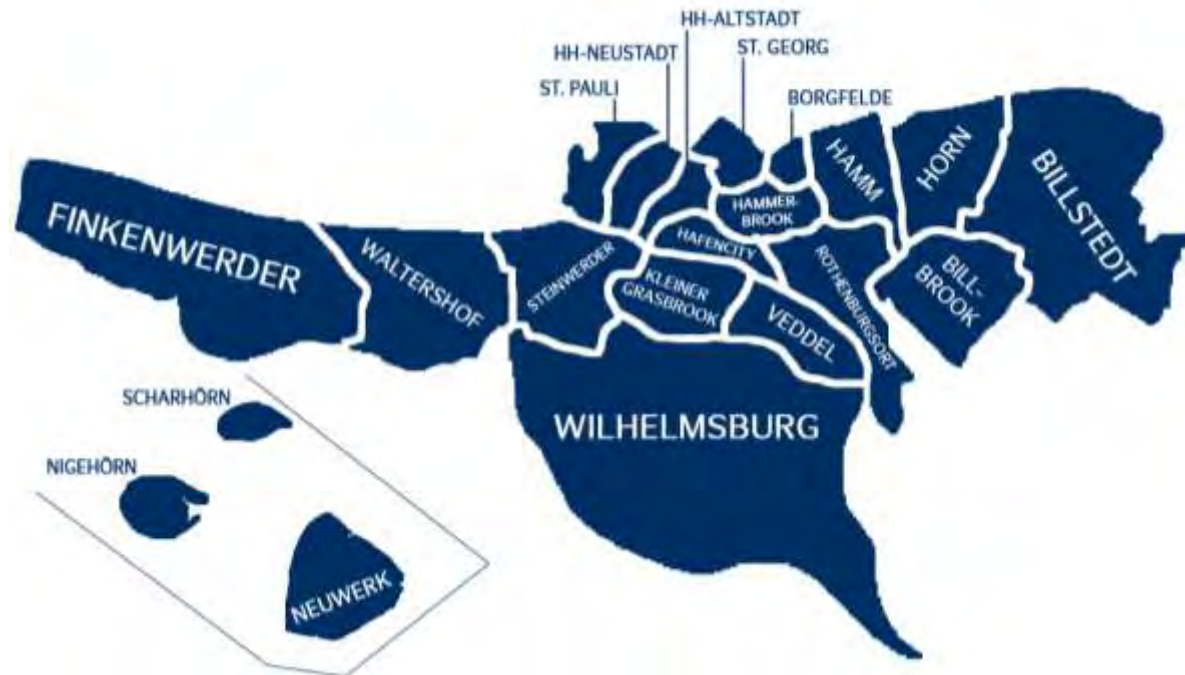 HH-ALTSTADT
HH-NEUSTADT
ST. GEORG
ST. PAULI
BORGFELDE
HAMM
HORN
BILLSTEDT
FINKENWERDER
WALTERSHOF
STEINWERDER
HAMMER-
BROOK
HAFENCITY
KLEINER
GRASBROOK
VEDDEL
ROTHENBURGSORT
BILL-
BROOK
WILHELMSBURG
SCHARHÖRN
NIGEHÖRN
NEUWERK